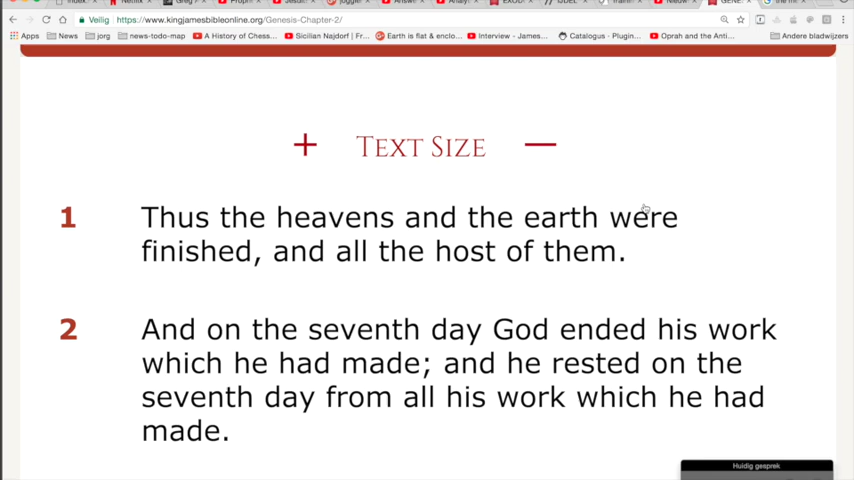 Netflix
Veilig https://www.kingjamesbibleonline.org/Genesis-Chapter-2/
Apps News jorg news-todo-map A History of Chess... Sicilian Najdorf | Fr... Earth is flat & enclo... Interview - James... Catalogus - Plugin... Oprah and the Anti... Andere bladwijzers
+ TEXT SIZE —
1 Thus the heavens and the earth were
finished, and all the host of them.
2 And on the seventh day God ended his work
which he had made; and he rested on the
seventh day from all his work which he had
made.
Huidig gesprek